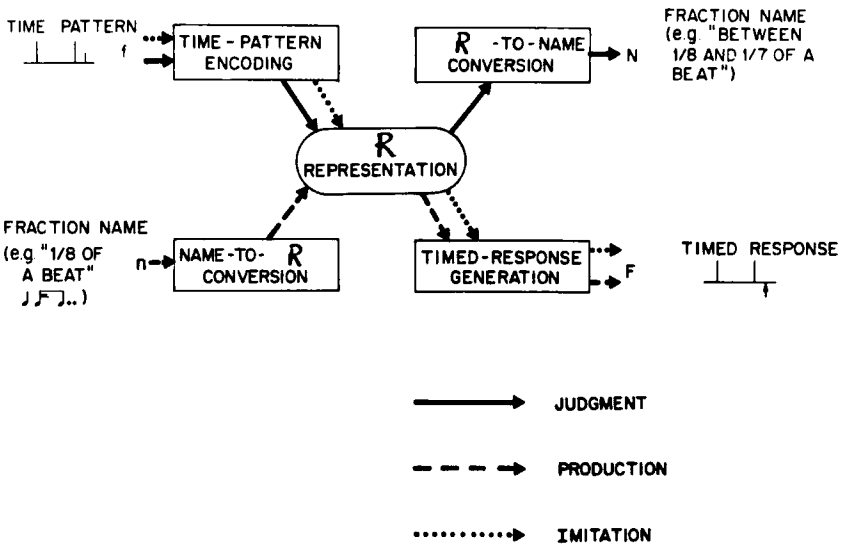 TIME PATTERN
f
TIME-PATTERN
ENCODING
R -TO-NAME
CONVERSION
N
FRACTION NAME
(e.g. "BETWEEN
1/8 AND 1/7 OF A
BEAT")
R
REPRESENTATION
FRACTION NAME
(e.g. "1/8 OF
A BEAT"
♩ ♪ ♫ ..)
n
NAME-TO- R
CONVERSION
TIMED-RESPONSE
GENERATION
F
TIMED RESPONSE
JUDGMENT
PRODUCTION
IMITATION